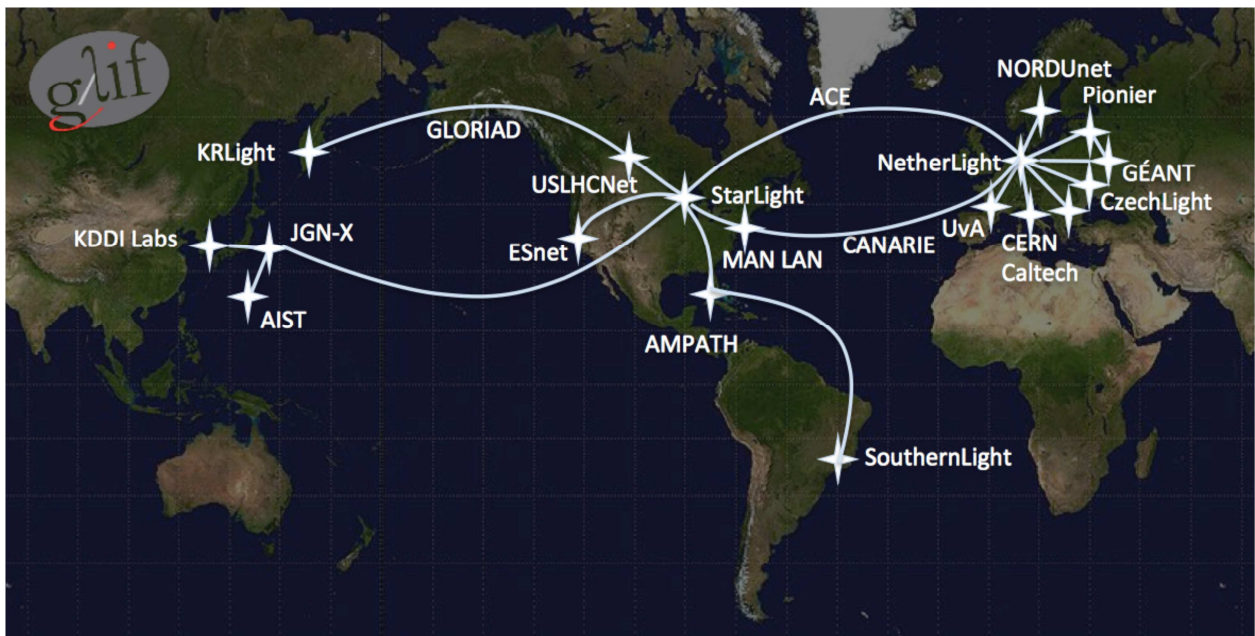 glif
NORDUnet
Pionier
ACE
GLORIAD
KRLight
NetherLight
GÉANT
USLHCNet
StarLight
CzechLight
KDDI Labs
JGN-X
ESnet
MAN LAN
CANARIE
UvA
CERN
Caltech
AIST
AMPATH
SouthernLight